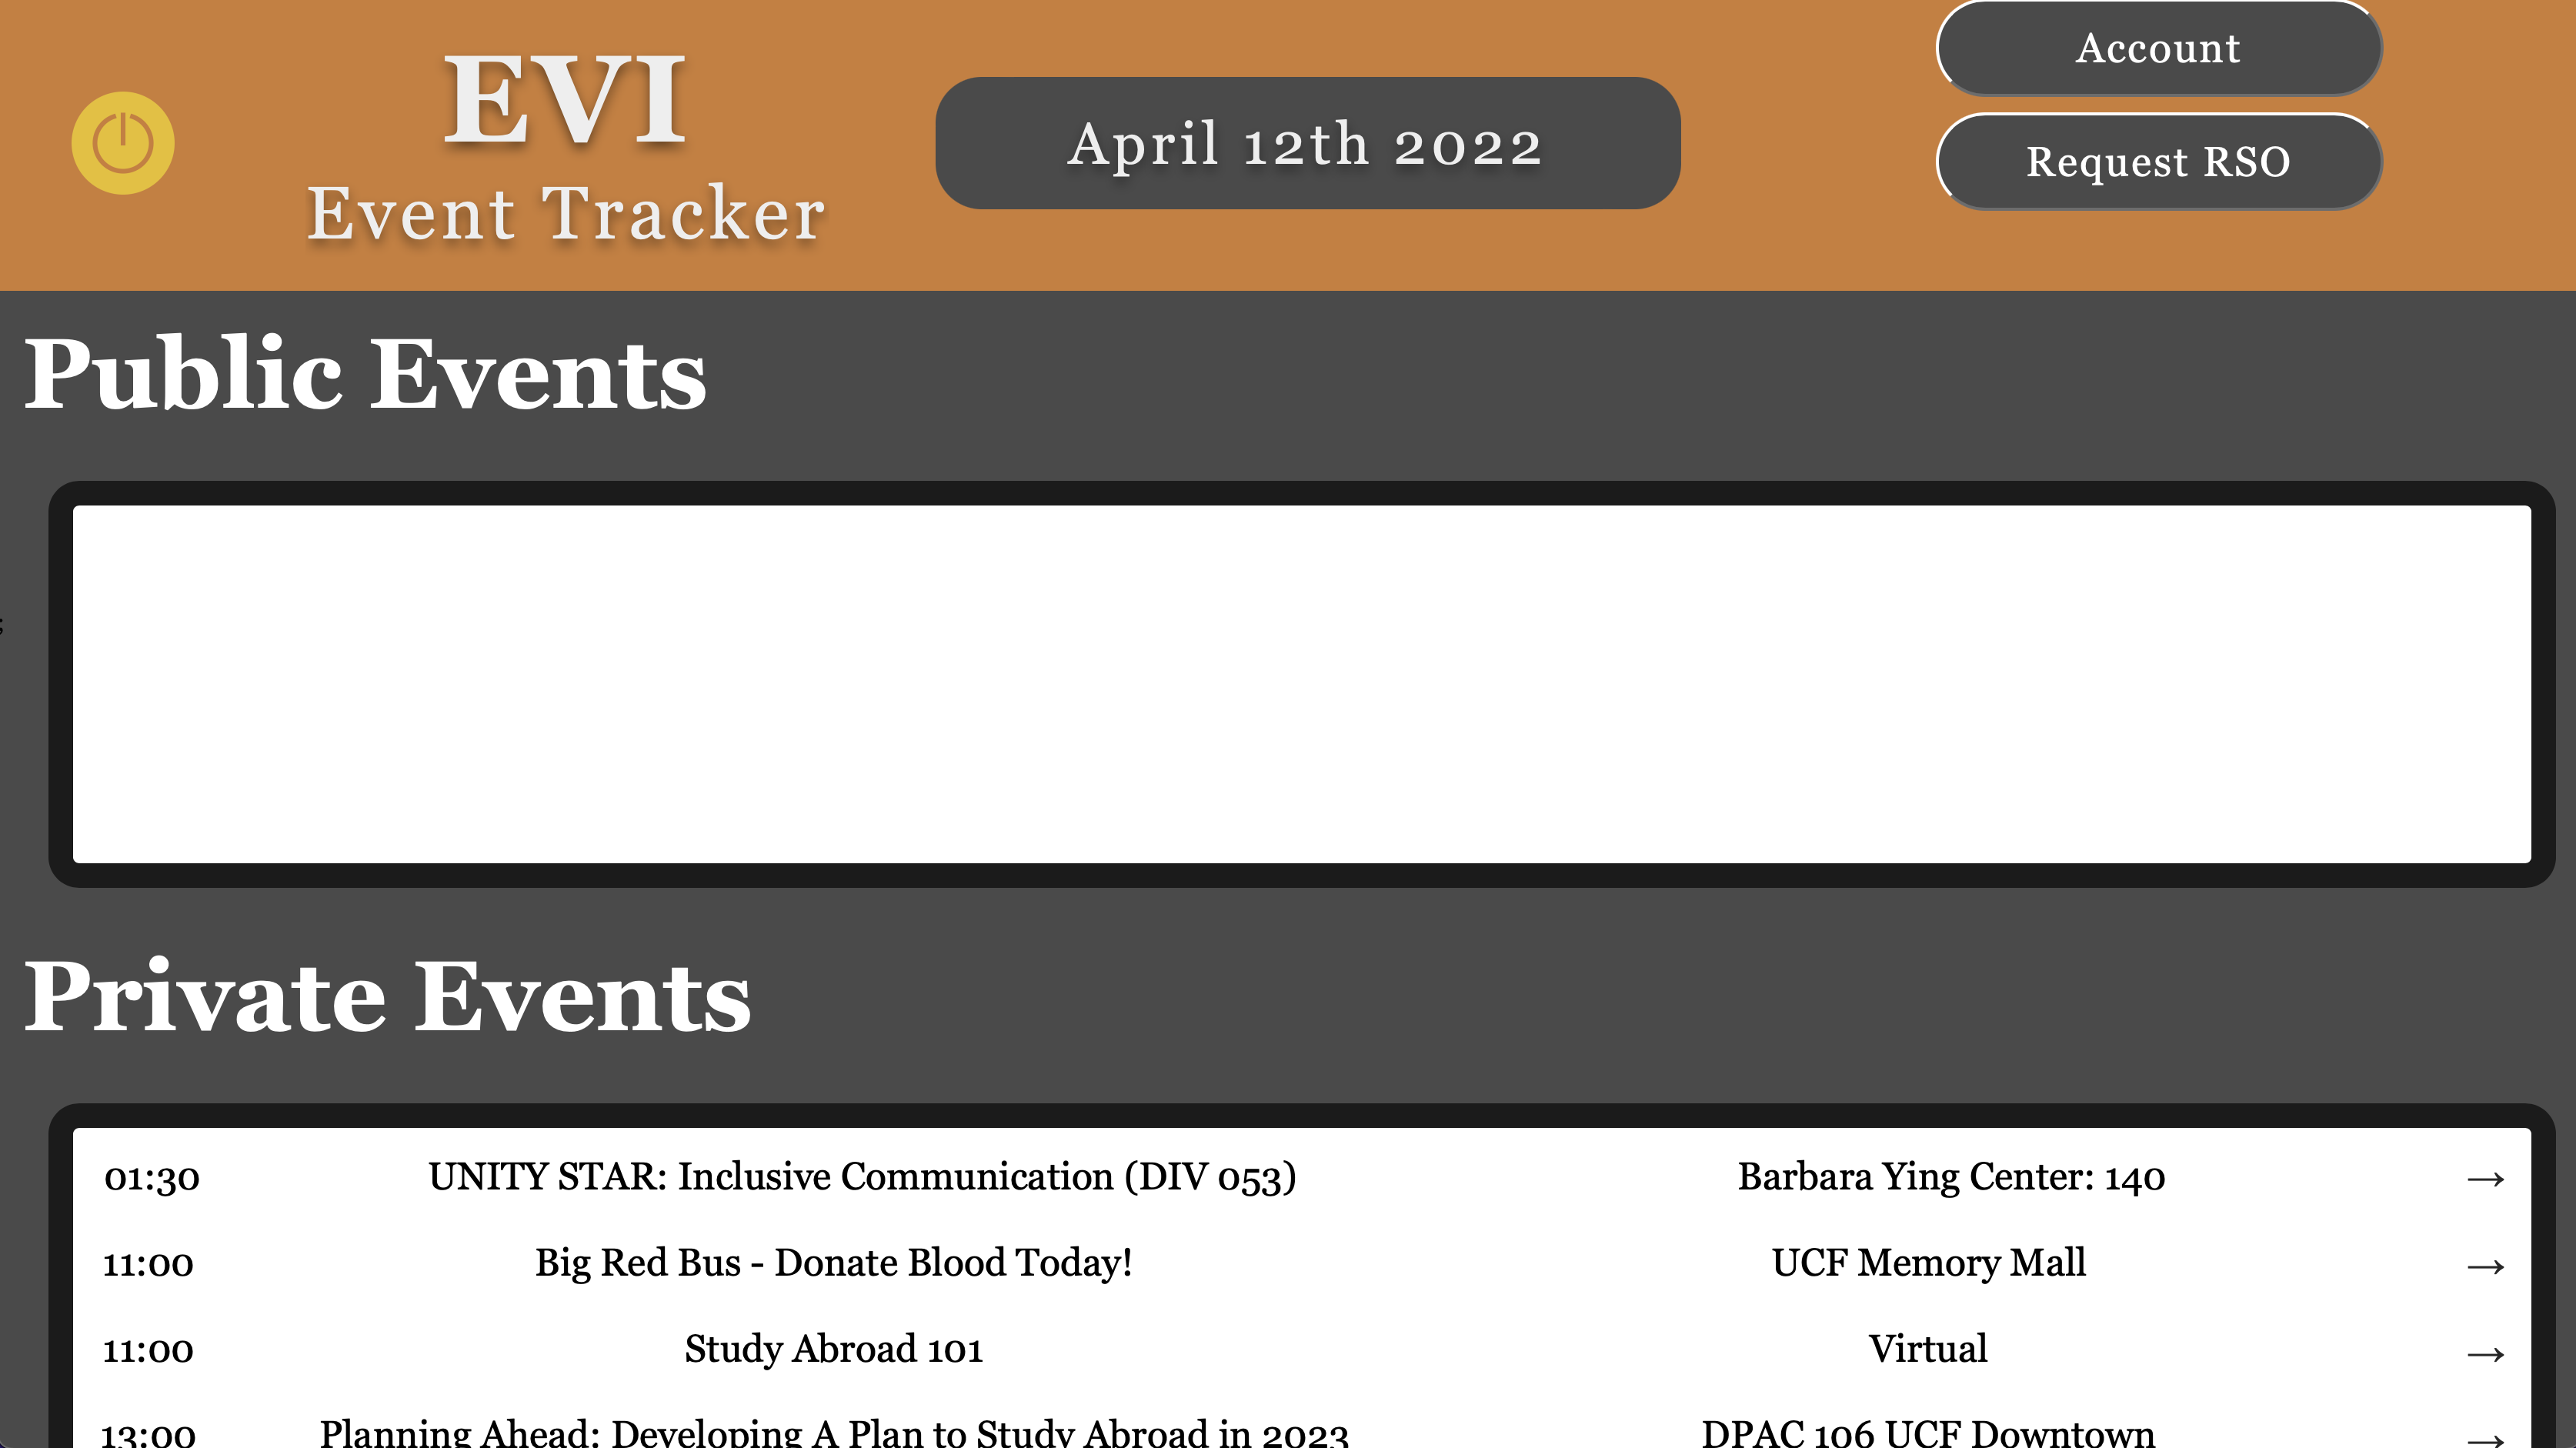 EVI
Event Tracker
April 12th 2022
Account
Request RSO
Public Events
;
Private Events
01:30 UNITY STAR: Inclusive Communication (DIV 053) Barbara Ying Center: 140 →
11:00 Big Red Bus - Donate Blood Today! UCF Memory Mall →
11:00 Study Abroad 101 Virtual →
13:00 Planning Ahead: Developing A Plan to Study Abroad in 2023 DPAC 106 UCF Downtown →